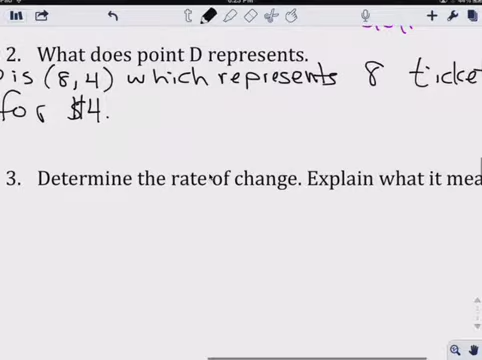 2. What does point D represents.
is (8,4) which represents 8 ticke
for $4.
3. Determine the rate of change. Explain what it mea